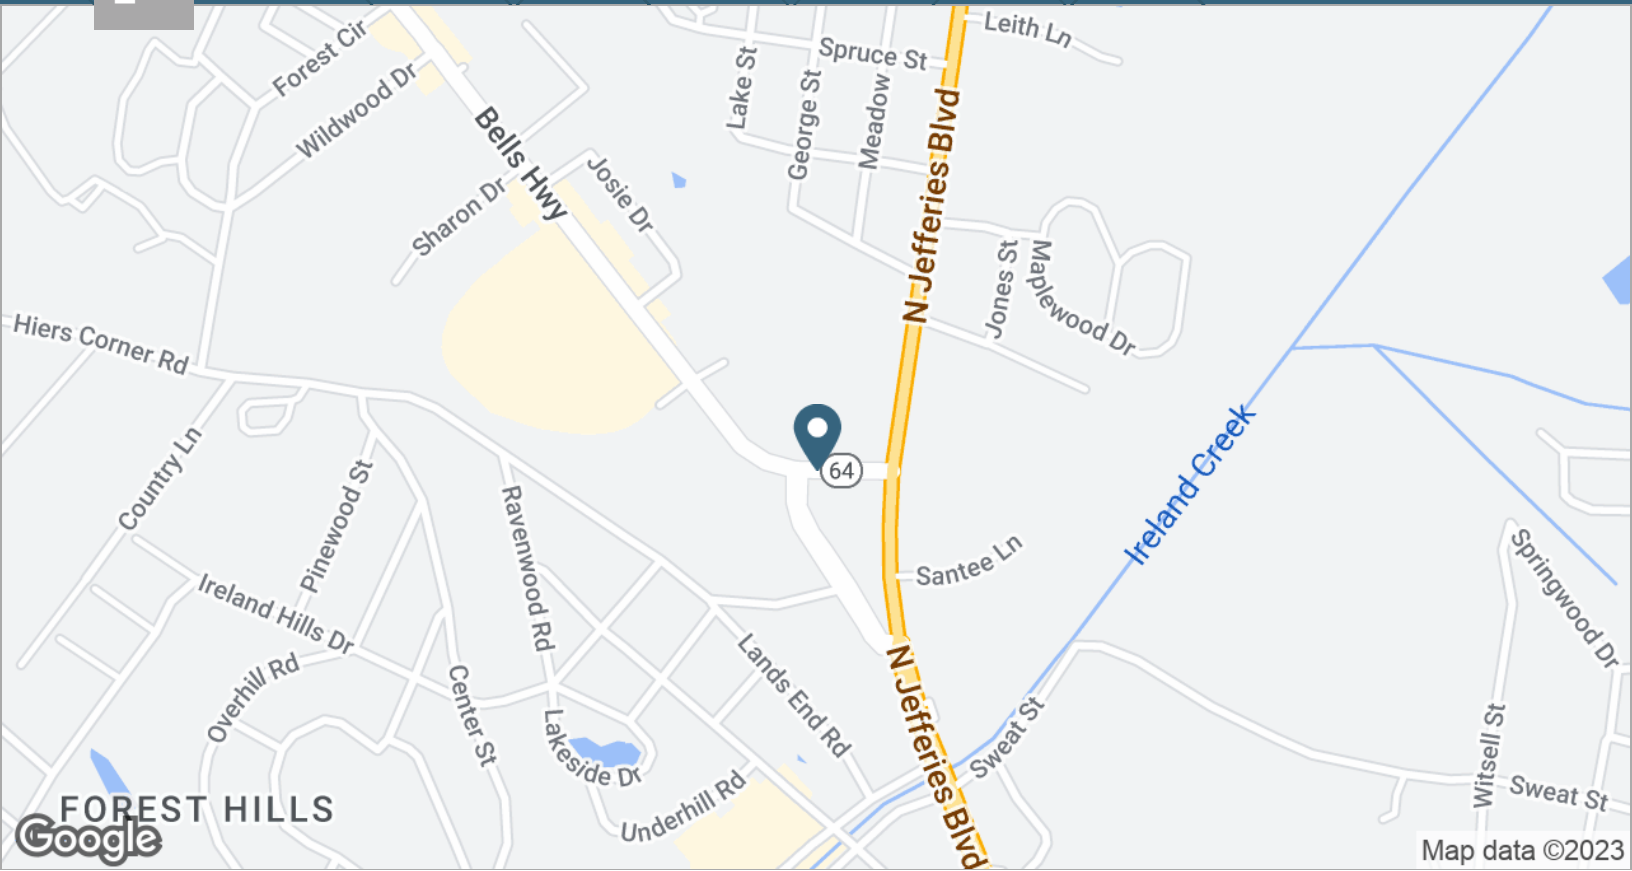 Leith Ln
Forest Cir
Spruce St
Lake St
Wildwood Dr
George St
Meadow
N Jefferies Blvd
Bells Hwy
Josie Dr
Sharon Dr
Jones St
Maplewood Dr
Hiers Corner Rd
Ireland Creek
Country Ln
64
Pinewood St
Ravenwood Rd
Santee Ln
Springwood Dr
Ireland Hills Dr
Overhill Rd
Center St
Lands End Rd
N Jefferies Blvd
Lakeside Dr
Sweat St
Witsell St
Sweat St
Underhill Rd
FOREST HILLS
Google
Map data ©2023